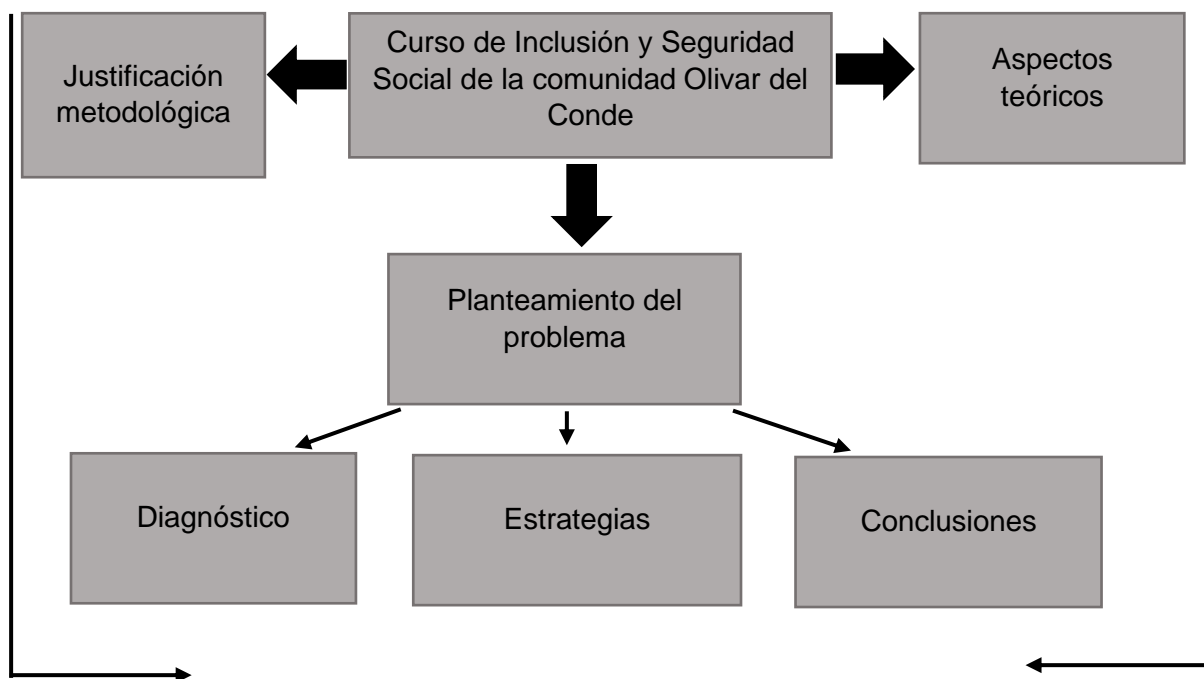 Justificación
metodológica
Curso de Inclusión y Seguridad
Social de la comunidad Olivar del
Conde
Aspectos
teóricos
Planteamiento del
problema
Diagnóstico
Estrategias
Conclusiones